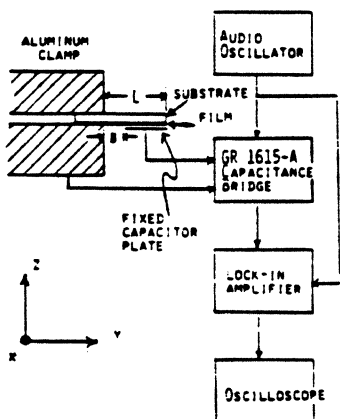 ALUMINUM
CLAMP
L
SUBSTRATE
FILM
B
FIXED
CAPACITOR
PLATE
Z
X
Y
AUDIO
OSCILLATOR
GR 1615-A
CAPACITANCE
BRIDGE
LOCK-IN
AMPLIFIER
OSCILLOSCOPE